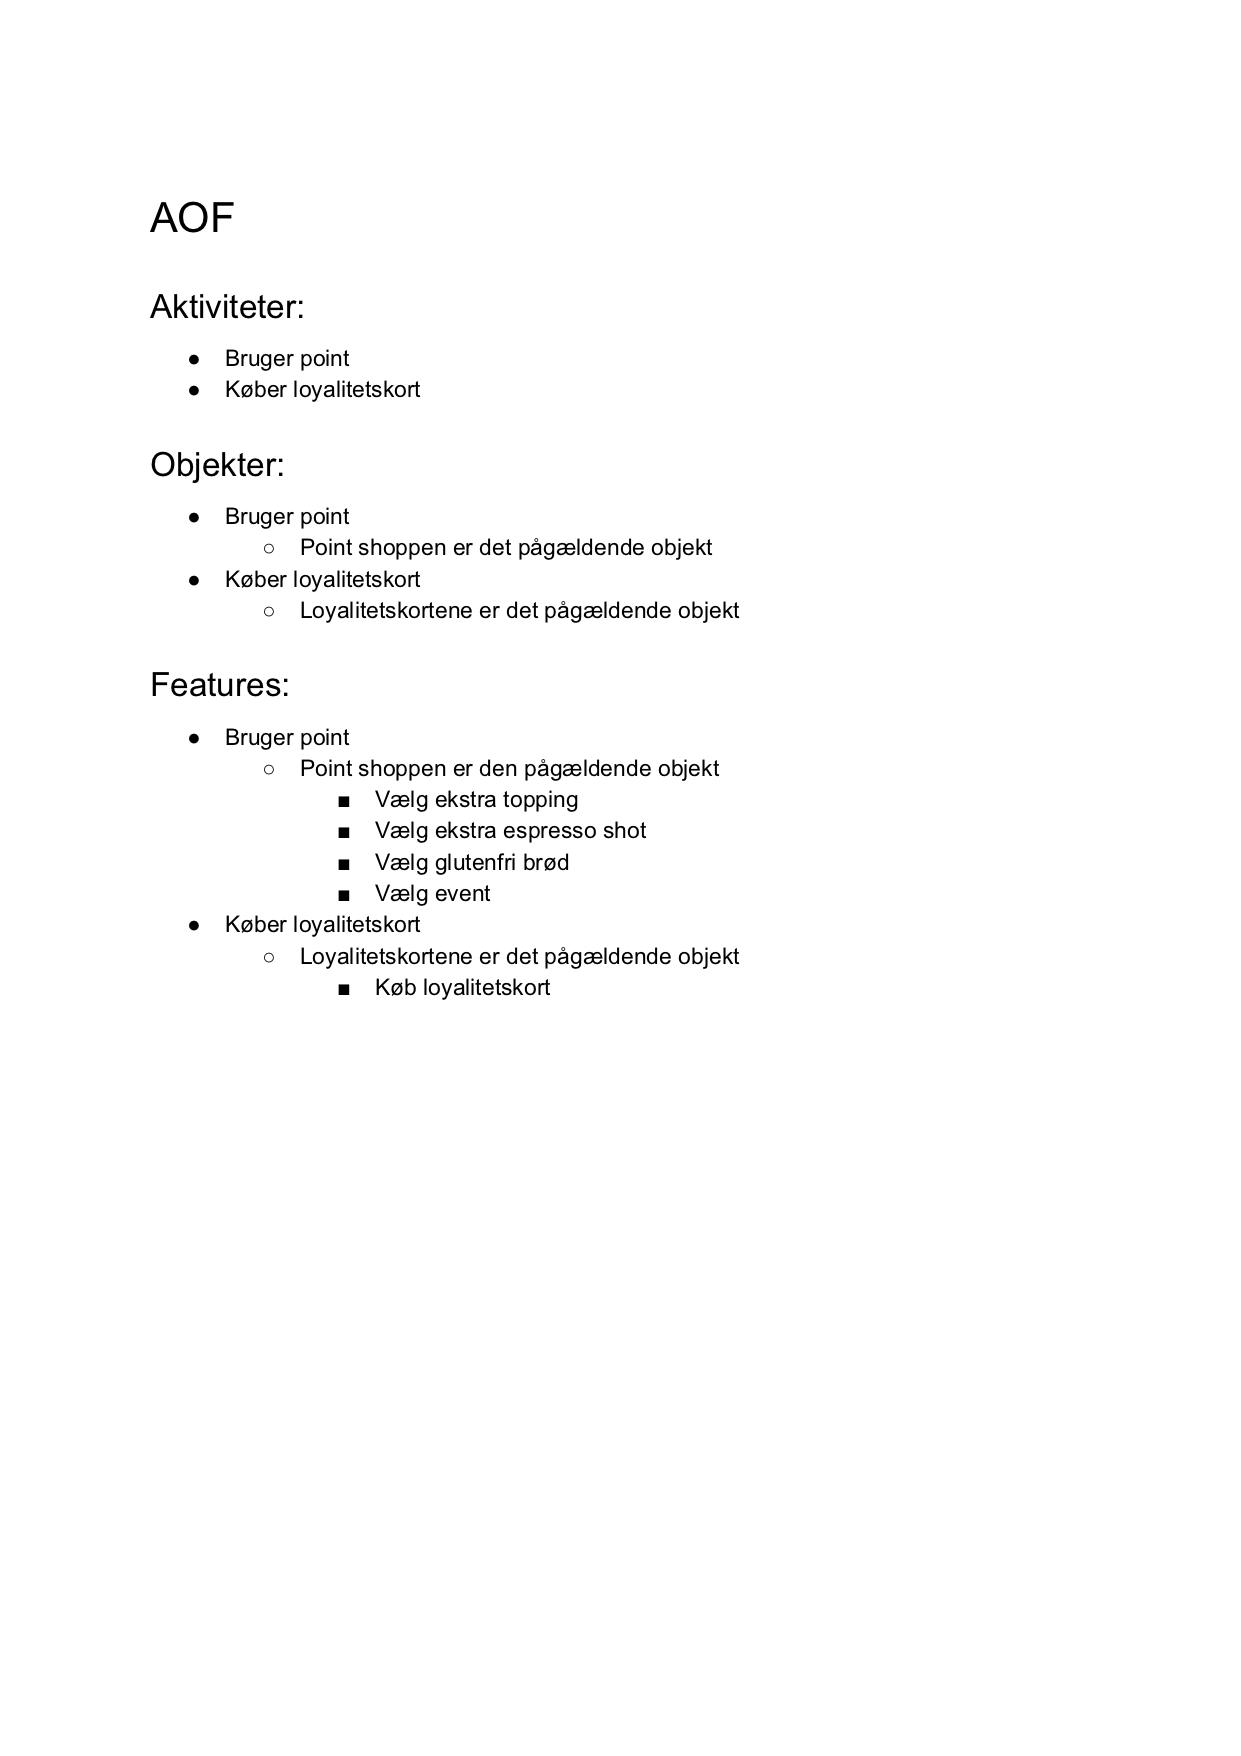 AOF
Aktiviteter:
● Bruger point
● Køber loyalitetskort
Objekter:
● Bruger point
○ Point shoppen er det pågældende objekt
● Køber loyalitetskort
○ Loyalitetskortene er det pågældende objekt
Features:
● Bruger point
○ Point shoppen er den pågældende objekt
■ Vælg ekstra topping
■ Vælg ekstra espresso shot
■ Vælg glutenfri brød
■ Vælg event
● Køber loyalitetskort
○ Loyalitetskortene er det pågældende objekt
■ Køb loyalitetskort